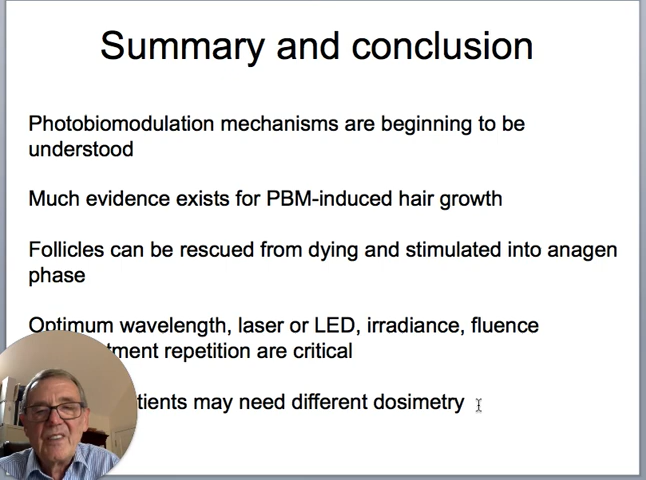 Summary and conclusion
Photobiomodulation mechanisms are beginning to be
understood
Much evidence exists for PBM-induced hair growth
Follicles can be rescued from dying and stimulated into anagen
phase
Optimum wavelength, laser or LED, irradiance, fluence
repetition are critical
may need different dosimetry